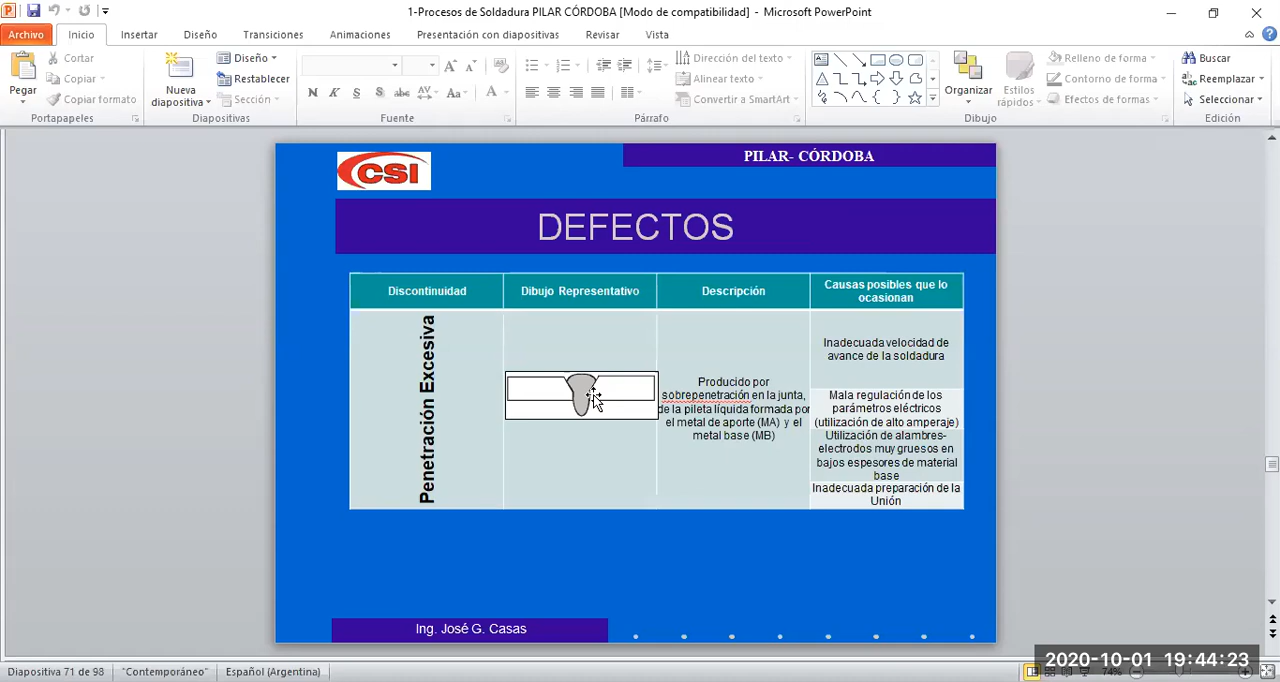 1-Procesos de Soldadura PILAR CÓRDOBA [Modo de compatibilidad] - Microsoft PowerPoint
Archivo Inicio Insertar Diseño Transiciones Animaciones Presentación con diapositivas Revisar Vista
Pegar
Cortar
Copiar
Copiar formato
Portapapeles
Nueva
diapositiva
Diseño
Restablecer
Sección
Diapositivas
N K S S abc AV Aa A
Fuente
Dirección del texto
Alinear texto
Convertir a SmartArt
Párrafo
Organizar
Estilos
rápidos
Relleno de forma
Contorno de forma
Efectos de formas
Dibujo
Buscar
Reemplazar
Seleccionar
Edición
CSI
PILAR- CÓRDOBA
DEFECTOS
Discontinuidad
Dibujo Representativo
Descripción
Causas posibles que lo
ocasionan
Penetración Excesiva
Producido por
sobrepenetración en la junta,
de la pileta líquida formada por
el metal de aporte (MA) y el
metal base (MB)
Inadecuada velocidad de
avance de la soldadura
Mala regulación de los
parámetros eléctricos
(utilización de alto amperaje)
Utilización de alambres-
electrodos muy gruesos en
bajos espesores de material
base
Inadecuada preparación de la
Unión
Ing. José G. Casas
Diapositiva 71 de 98 "Contemporáneo" Español (Argentina) 74%
2020-10-01 19:44:23